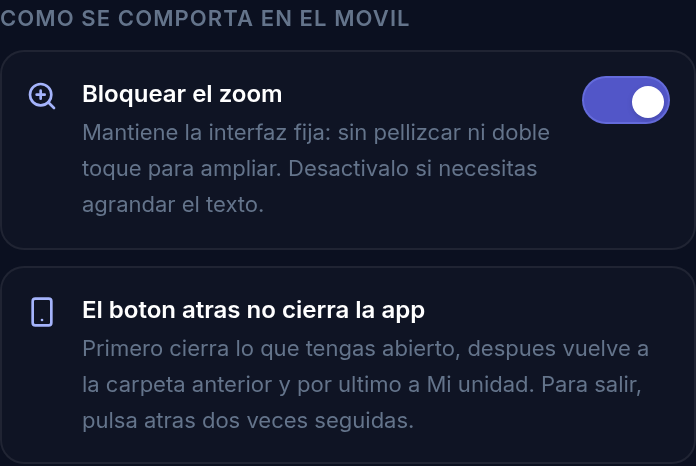 COMO SE COMPORTA EN EL MOVIL
Bloquear el zoom
Mantiene la interfaz fija: sin pellizcar ni doble
toque para ampliar. Desactivalo si necesitas
agrandar el texto.
El boton atras no cierra la app
Primero cierra lo que tengas abierto, despues vuelve a
la carpeta anterior y por ultimo a Mi unidad. Para salir,
pulsa atras dos veces seguidas.